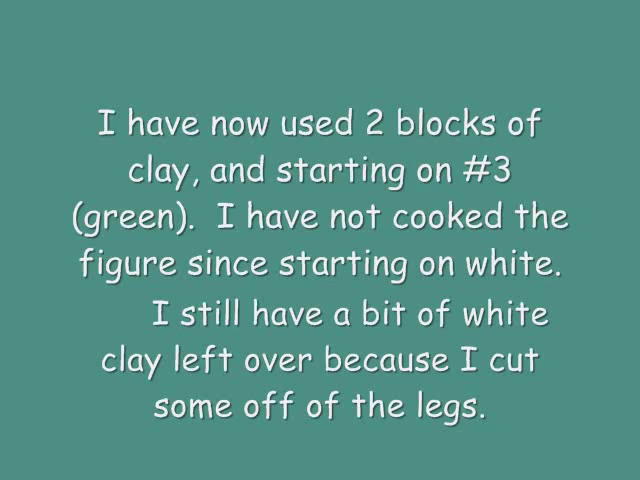 I have now used 2 blocks of
clay, and starting on #3
(green).  I have not cooked the
figure since starting on white.
I still have a bit of white
clay left over because I cut
some off of the legs.